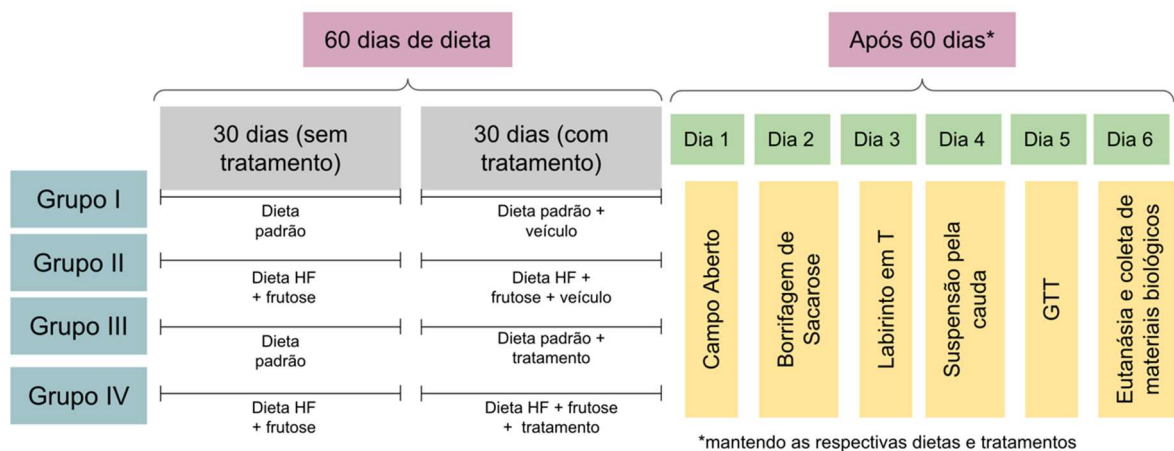 60 dias de dieta
Após 60 dias*
30 dias (sem
tratamento)
30 dias (com
tratamento)
Dia 1
Dia 2
Dia 3
Dia 4
Dia 5
Dia 6
Grupo I
Dieta
padrão
Dieta padrão +
veículo
Grupo II
Dieta HF
+ frutose
Dieta HF +
frutose + veículo
Grupo III
Dieta
padrão
Dieta padrão +
tratamento
Grupo IV
Dieta HF
+ frutose
Dieta HF + frutose
+ tratamento
Campo Aberto
Borrifagem de
Sacarose
Labirinto em T
Suspensão pela
cauda
GTT
Eutanásia e coleta de
materiais biológicos
*mantendo as respectivas dietas e tratamentos